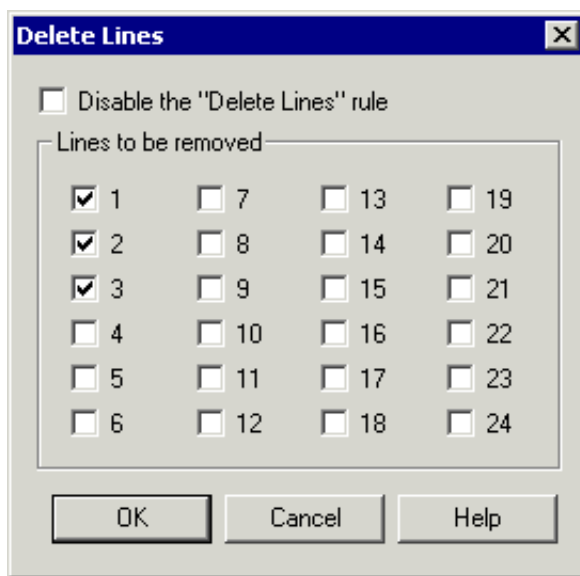 Delete Lines
Disable the "Delete Lines" rule
Lines to be removed
1 7 13 19
2 8 14 20
3 9 15 21
4 10 16 22
5 11 17 23
6 12 18 24
OK Cancel Help